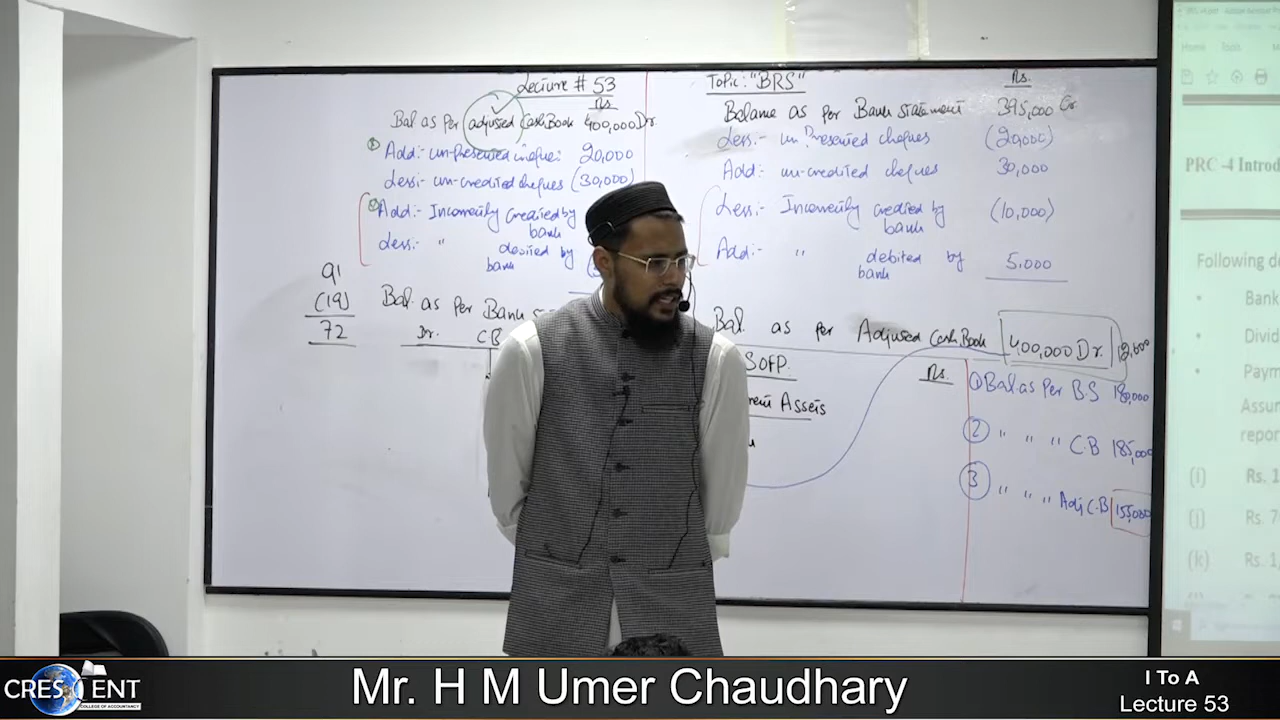 Lecture # 53
Rs.
Bal as per adjusted Cash Book 400,000 Dr
① Add:- un-presented cheques 20,000
Less:- un-credited cheques (30,000)
② Add:- Incorrectly credited by
bank
Less:- " debited by
bank
Bal. as per Bank
Dr. CB
91
(19)
72
Topic: "BRS"
Rs.
Balance as per Bank Statement 395,000 Cr.
Less:- un Presented cheques (20,000)
Add:- un-credited cheques 30,000
Less:- Incorrectly credited by (10,000)
bank
Add:- " debited by 5,000
bank
Bal. as per Adjusted Cash Book 400,000 Dr.
SOFP.
Rs.
Assets
① Bal as per B.S 180,000
② " " " C.B 185,000
③ " " " Adj C.B 155,000
Home Tools
PRC -4 Introd
Following de
• Bank
• Divid
• Paym
Assur
repor
(i) Rs. 1
(j) Rs. 7
(k) Rs. 1,
CRESCENT
COLLEGE OF ACCOUNTANCY
Mr. H M Umer Chaudhary
I To A
Lecture 53